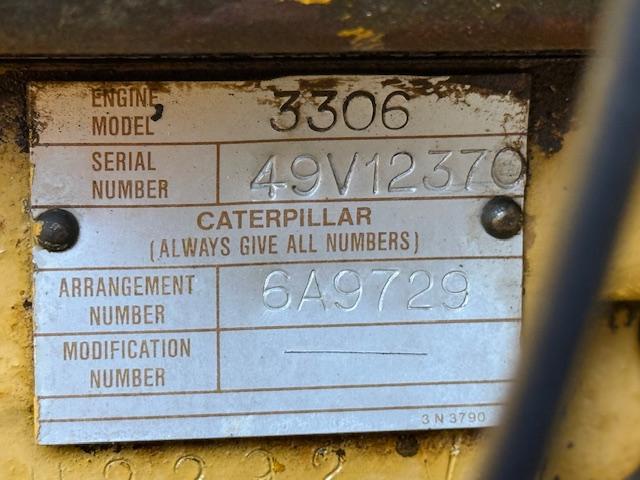 ENGINE MODEL 3306
SERIAL NUMBER 49V12370
CATERPILLAR
(ALWAYS GIVE ALL NUMBERS)
ARRANGEMENT NUMBER 6A9729
MODIFICATION NUMBER
3N3790